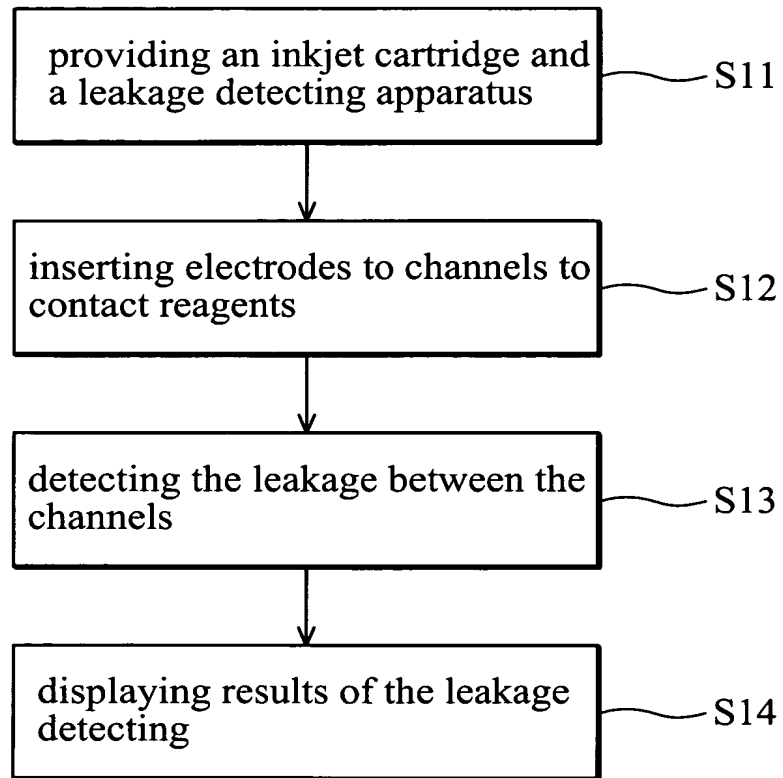 providing an inkjet cartridge and
a leakage detecting apparatus
S11
inserting electrodes to channels to
contact reagents
S12
detecting the leakage between the
channels
S13
displaying results of the leakage
detecting
S14